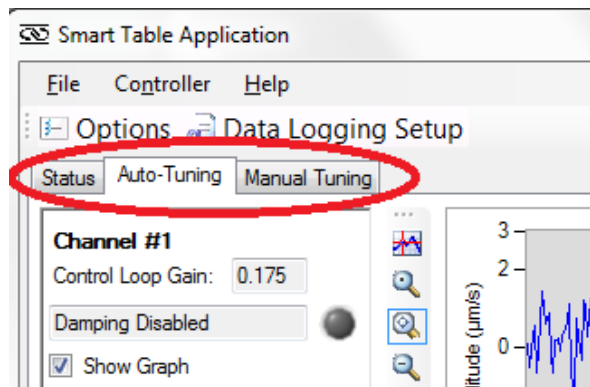 Smart Table Application
File Controller Help
Options Data Logging Setup
Status Auto-Tuning Manual Tuning
Channel #1
Control Loop Gain: 0.175
Damping Disabled
Show Graph
3
2
0
(μm/s)